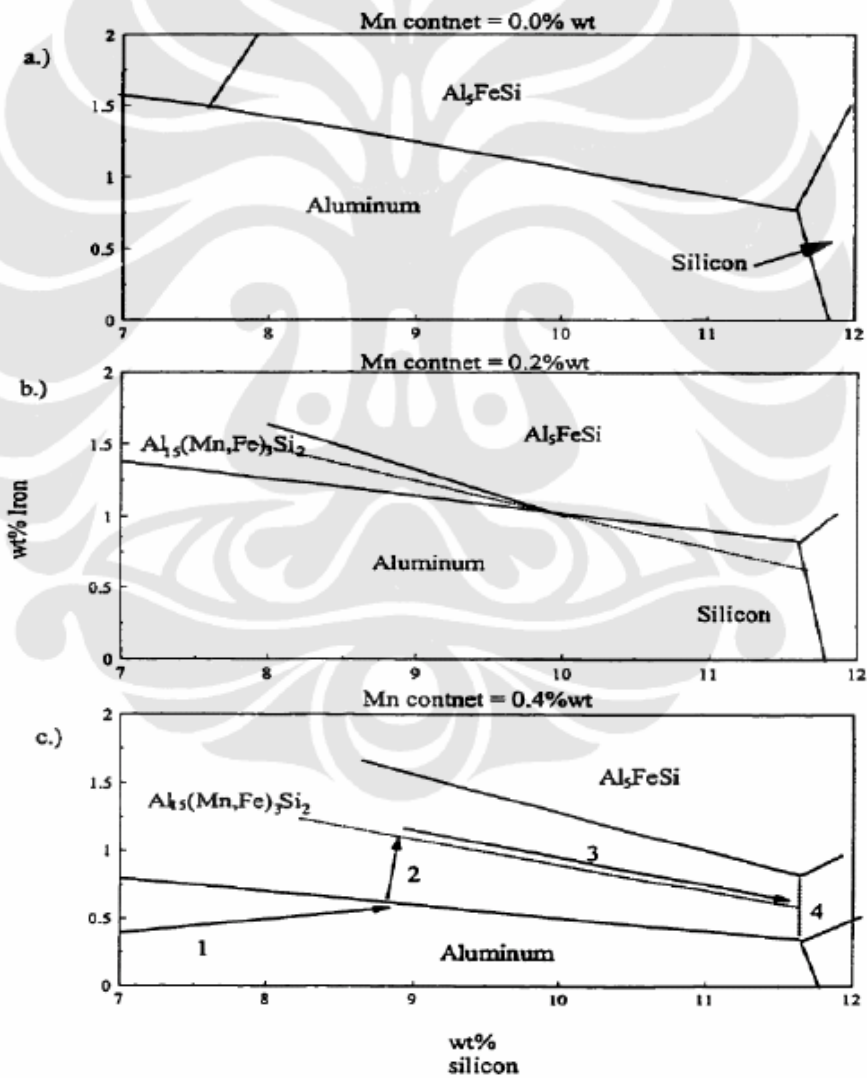 Mn contnet = 0.0% wt
a.)
2
1.5
1
0.5
0
Al5FeSi
Aluminum
Silicon
7 8 9 10 11 12
Mn contnet = 0.2%wt
b.)
2
1.5
1
0.5
0
Al15(Mn,Fe)3Si2
Al5FeSi
Aluminum
Silicon
7 8 9 10 11 12
wt% Iron
Mn contnet = 0.4%wt
c.)
2
1.5
1
0.5
0
Al5FeSi
Al15(Mn,Fe)3Si2
3
2
4
1
Aluminum
7 8 9 10 11 12
wt%
silicon